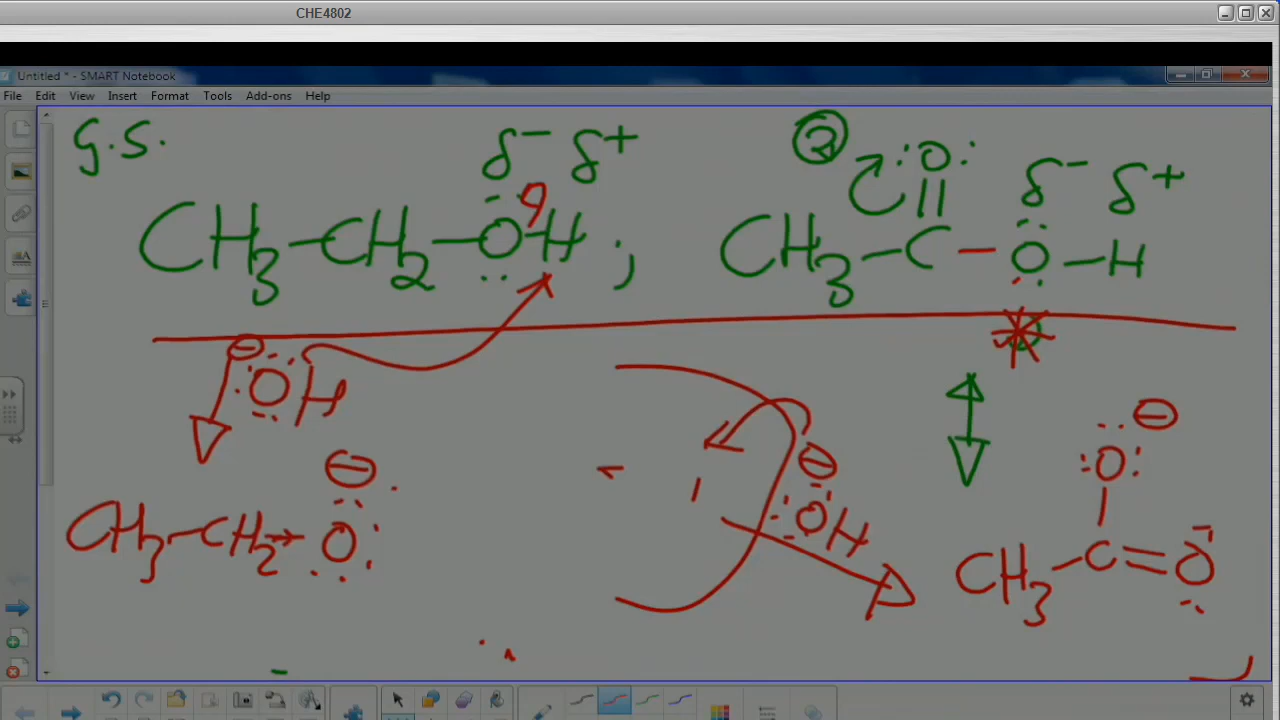 CHE4802
Untitled * - SMART Notebook
File Edit View Insert Format Tools Add-ons Help
G.S.
δ− δ+
CH3–CH2–OH ;
2
:O:
δ− δ+
CH3–C–O–H
⊖
:OH
⊖
CH3–CH2→O:
⊖
:OH
⊖
:O:
CH3–C=O